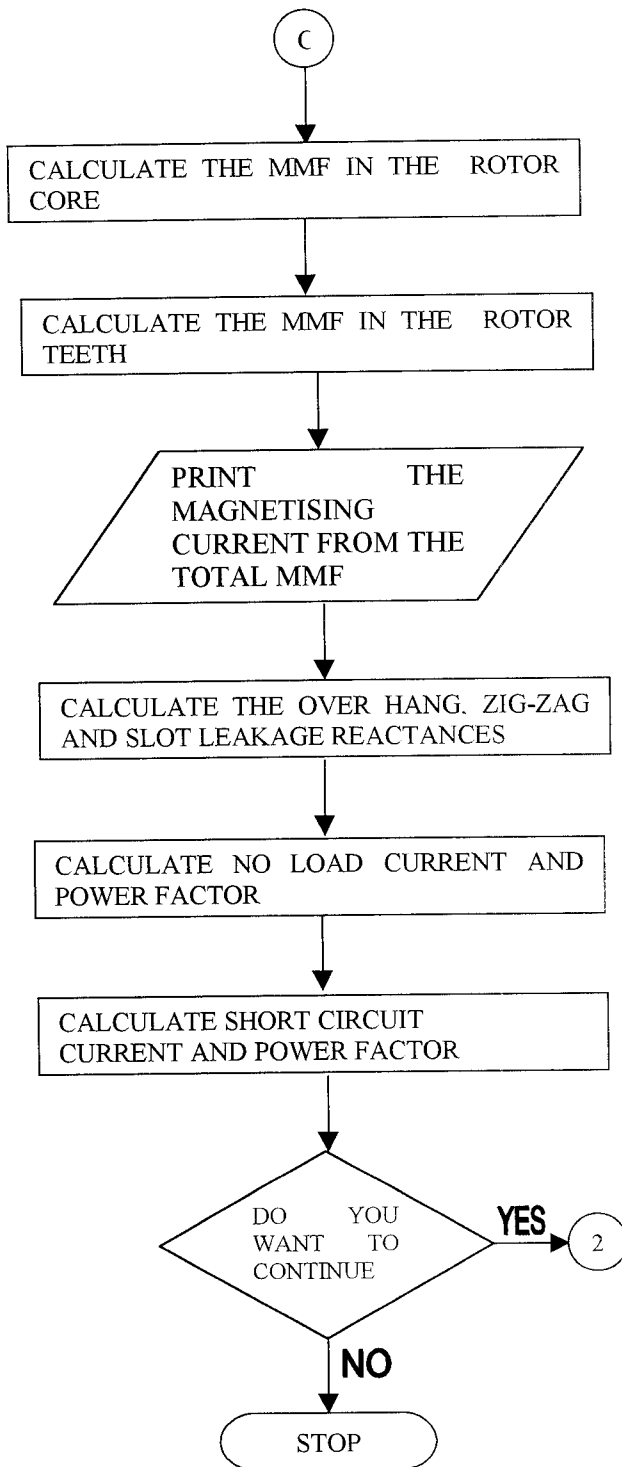 C
CALCULATE THE MMF IN THE ROTOR
CORE
CALCULATE THE MMF IN THE ROTOR
TEETH
PRINT THE
MAGNETISING
CURRENT FROM THE
TOTAL MMF
CALCULATE THE OVER HANG, ZIG-ZAG
AND SLOT LEAKAGE REACTANCES
CALCULATE NO LOAD CURRENT AND
POWER FACTOR
CALCULATE SHORT CIRCUIT
CURRENT AND POWER FACTOR
DO YOU
WANT TO
CONTINUE
YES
2
NO
STOP